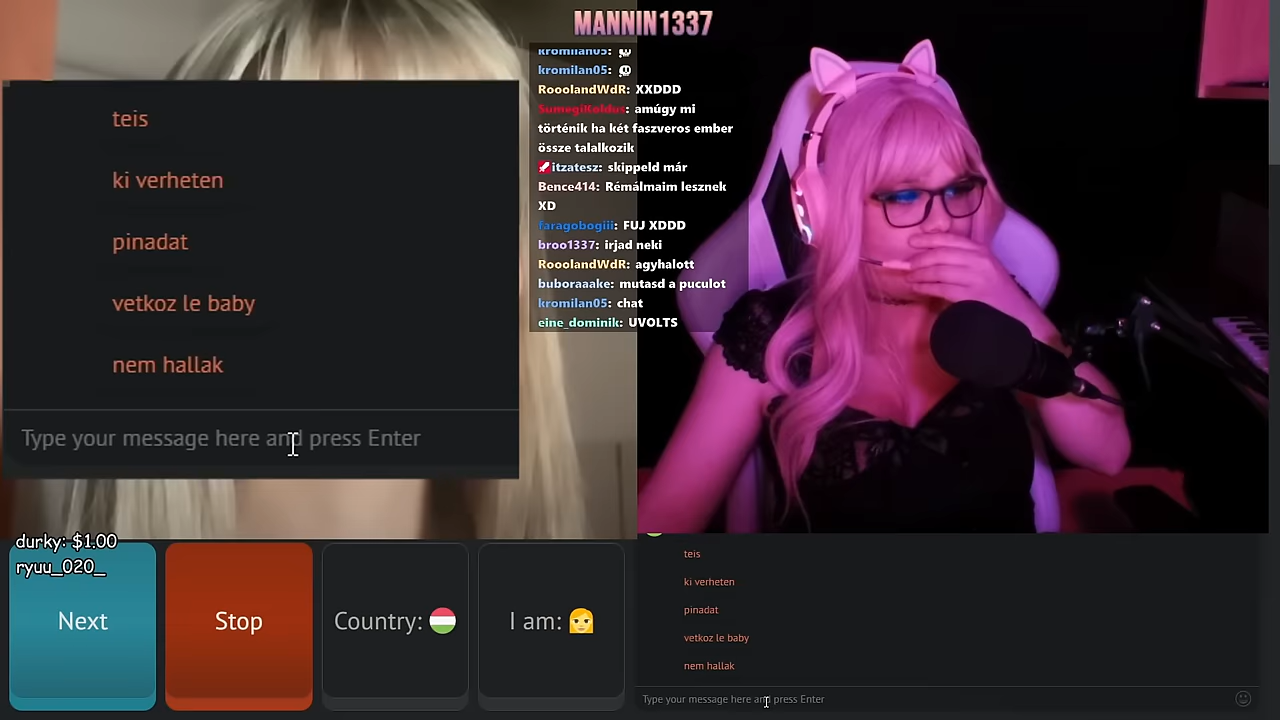 MANNIN1337
kromilan05:
kromilan05:
RooolandWdR: XXDDD
SumegiKoldus: amúgy mi
történik ha két faszveros ember
össze talalkozik
itzatesz: skippeld már
Bence414: Rémálmaim lesznek
XD
faragobogiii: FUJ XDDD
broo1337: irjad neki
RooolandWdR: agyhalott
buboraaake: mutasd a puculot
kromilan05: chat
eine_dominik: UVOLTS
teis
ki verheten
pinadat
vetkoz le baby
nem hallak
Type your message here and press Enter
durky: $1.00
ryuu_020_
Next
Stop
Country:
I am:
teis
ki verheten
pinadat
vetkoz le baby
nem hallak
Type your message here and press Enter